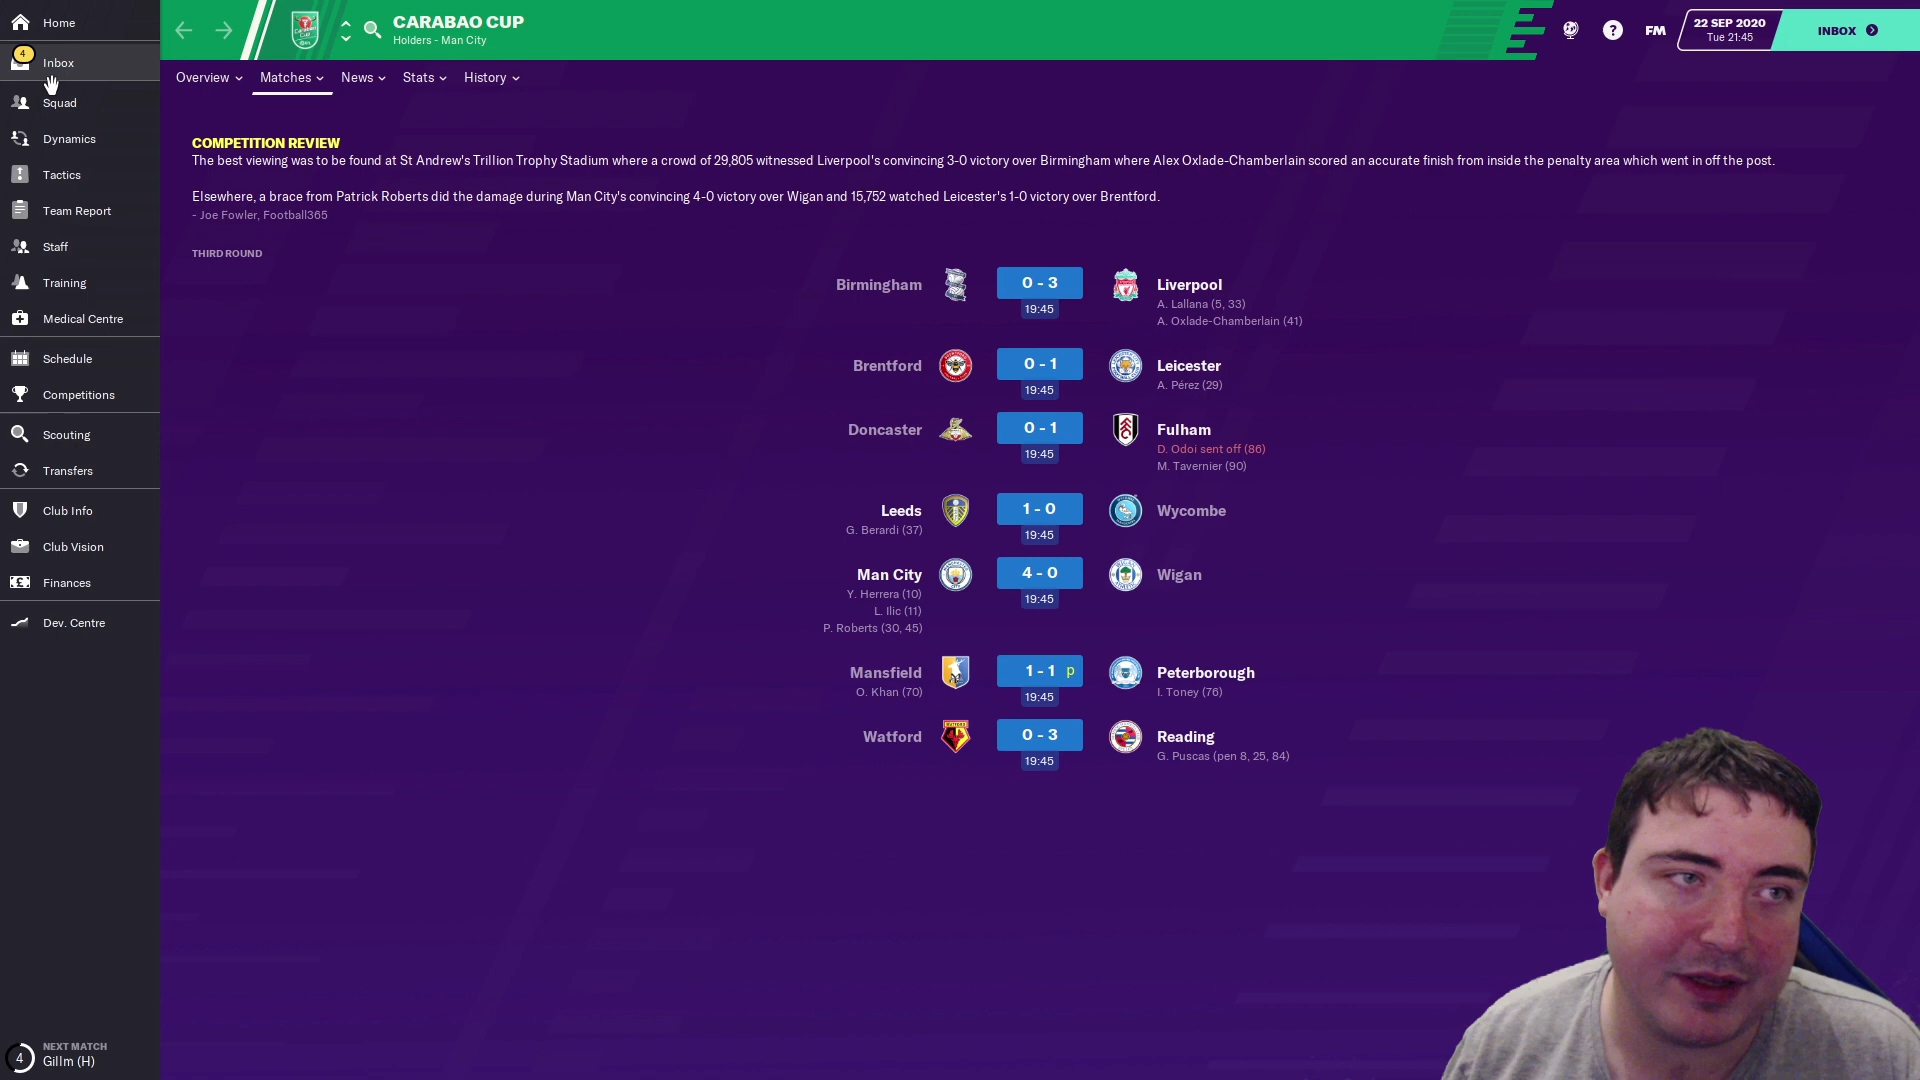 Home
4
Inbox
Squad
Dynamics
Tactics
Team Report
Staff
Training
Medical Centre
Schedule
Competitions
Scouting
Transfers
Club Info
Club Vision
Finances
Dev. Centre
4
NEXT MATCH
Gillm (H)
CARABAO CUP
Holders - Man City
FM
22 SEP 2020
Tue 21:45
INBOX
Overview
Matches
News
Stats
History
COMPETITION REVIEW
The best viewing was to be found at St Andrew's Trillion Trophy Stadium where a crowd of 29,805 witnessed Liverpool's convincing 3-0 victory over Birmingham where Alex Oxlade-Chamberlain scored an accurate finish from inside the penalty area which went in off the post.
Elsewhere, a brace from Patrick Roberts did the damage during Man City's convincing 4-0 victory over Wigan and 15,752 watched Leicester's 1-0 victory over Brentford.
- Joe Fowler, Football365
THIRD ROUND
Birmingham 0 - 3 Liverpool
19:45 A. Lallana (5, 33)
A. Oxlade-Chamberlain (41)
Brentford 0 - 1 Leicester
19:45 A. Pérez (29)
Doncaster 0 - 1 Fulham
19:45 D. Odoi sent off (86)
M. Tavernier (90)
Leeds 1 - 0 Wycombe
G. Berardi (37) 19:45
Man City 4 - 0 Wigan
Y. Herrera (10) 19:45
L. Ilic (11)
P. Roberts (30, 45)
Mansfield 1 - 1 p Peterborough
O. Khan (70) 19:45 I. Toney (76)
Watford 0 - 3 Reading
19:45 G. Puscas (pen 8, 25, 84)